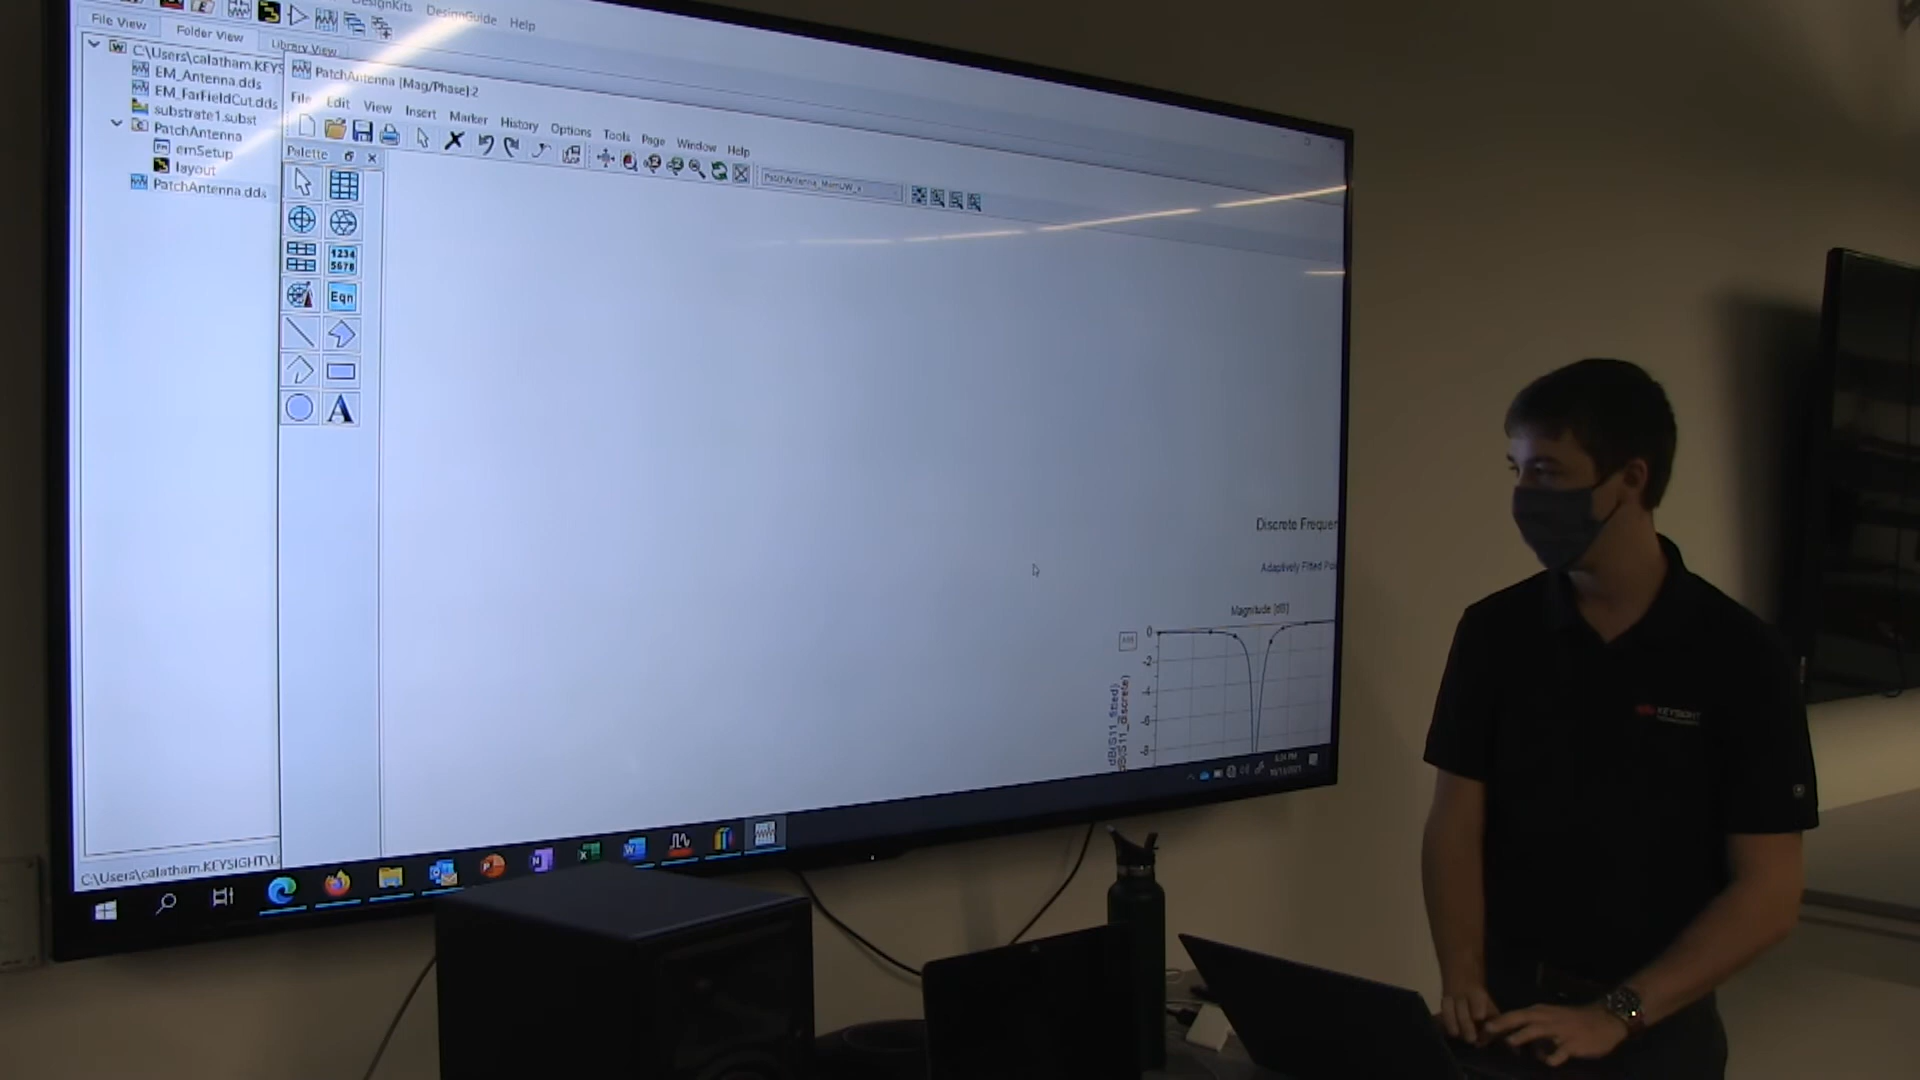 DesignKits DesignGuide Help
File View Folder View Library View
C:\Users\calatham.KEYS
EM_Antenna.dds
EM_FarFieldCut.dds
substrate1.subst
PatchAntenna
emSetup
layout
PatchAntenna.dds
PatchAntenna [Mag/Phase]:2
File Edit View Insert Marker History Options Tools Page Window Help
Palette
1234
5678
Eqn
A
Discrete Frequen
Adaptively Fitted Poi
Magnitude [dB]
0
-2
-4
-6
-8
dB(S11_fitted)
dB(S11_discrete)
C:\Users\calatham.KEYSIGHT\L
KEYSIGHT